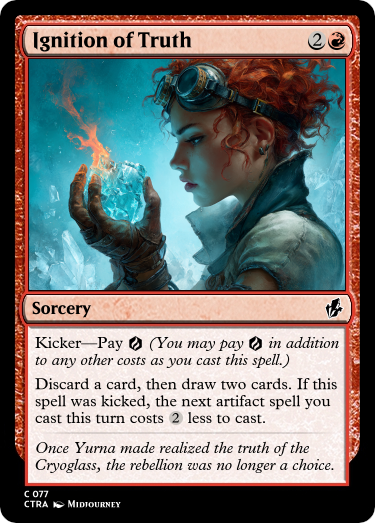 Ignition of Truth 2
Sorcery
Kicker—Pay (You may pay in addition
to any other costs as you cast this spell.)
Discard a card, then draw two cards. If this
spell was kicked, the next artifact spell you
cast this turn costs 2 less to cast.
Once Yurna made realized the truth of the
Cryoglass, the rebellion was no longer a choice.
C 077
CTRA Midjourney